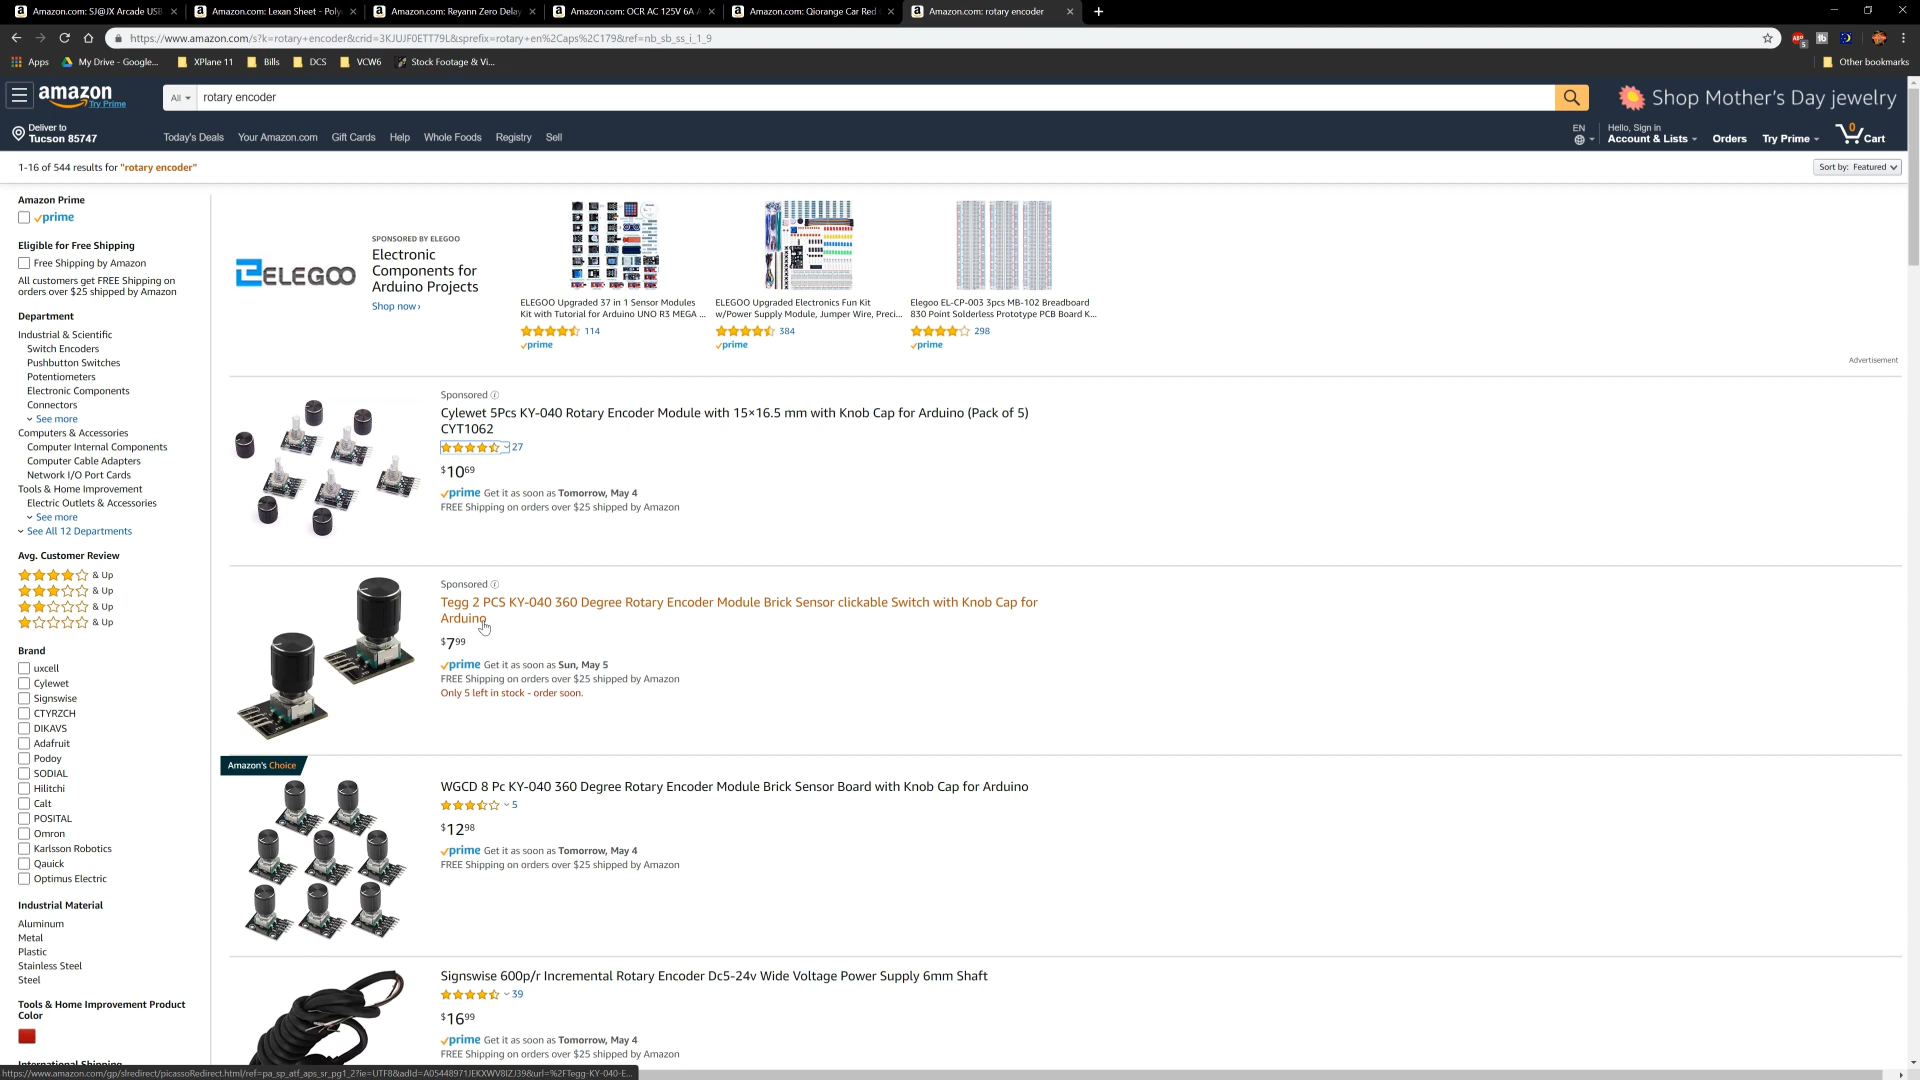 Amazon.com: SJ@JX Arcade USB
Amazon.com: Lexan Sheet - Poly
Amazon.com: Reyann Zero Delay
Amazon.com: OCR AC 125V 6A A
Amazon.com: Qiorange Car Red
Amazon.com: rotary encoder
https://www.amazon.com/s?k=rotary+encoder&crid=3KJUJF0ETT79L&sprefix=rotary+en%2Caps%2C179&ref=nb_sb_ss_i_1_9
Apps My Drive - Google... XPlane 11 Bills DCS VCW6 Stock Footage & Vi... Other bookmarks
amazon
Try Prime
All rotary encoder
Shop Mother's Day jewelry
Deliver to
Tucson 85747
Today's Deals Your Amazon.com Gift Cards Help Whole Foods Registry Sell
EN
Hello, Sign in
Account & Lists Orders Try Prime 0 Cart
1-16 of 544 results for "rotary encoder"
Sort by: Featured
Amazon Prime
prime
Eligible for Free Shipping
Free Shipping by Amazon
All customers get FREE Shipping on
orders over $25 shipped by Amazon
Department
Industrial & Scientific
Switch Encoders
Pushbutton Switches
Potentiometers
Electronic Components
Connectors
See more
Computers & Accessories
Computer Internal Components
Computer Cable Adapters
Network I/O Port Cards
Tools & Home Improvement
Electric Outlets & Accessories
See more
See All 12 Departments
Avg. Customer Review
& Up
& Up
& Up
& Up
Brand
uxcell
Cylewet
Signswise
CTYRZCH
DIKAVS
Adafruit
Podoy
SODIAL
Hilitchi
Calt
POSITAL
Omron
Karlsson Robotics
Qauick
Optimus Electric
Industrial Material
Aluminum
Metal
Plastic
Stainless Steel
Steel
Tools & Home Improvement Product
Color
International Shipping
ELEGOO
SPONSORED BY ELEGOO
Electronic
Components for
Arduino Projects
Shop now ›
ELEGOO Upgraded 37 in 1 Sensor Modules
Kit with Tutorial for Arduino UNO R3 MEGA ...
114
prime
ELEGOO Upgraded Electronics Fun Kit
w/Power Supply Module, Jumper Wire, Preci...
384
prime
Elegoo EL-CP-003 3pcs MB-102 Breadboard
830 Point Solderless Prototype PCB Board K...
298
prime
Advertisement
Sponsored
Cylewet 5Pcs KY-040 Rotary Encoder Module with 15×16.5 mm with Knob Cap for Arduino (Pack of 5)
CYT1062
27
$10 69
prime Get it as soon as Tomorrow, May 4
FREE Shipping on orders over $25 shipped by Amazon
Sponsored
Tegg 2 PCS KY-040 360 Degree Rotary Encoder Module Brick Sensor clickable Switch with Knob Cap for
Arduino
$7 99
prime Get it as soon as Sun, May 5
FREE Shipping on orders over $25 shipped by Amazon
Only 5 left in stock - order soon.
Amazon's Choice
WGCD 8 Pc KY-040 360 Degree Rotary Encoder Module Brick Sensor Board with Knob Cap for Arduino
5
$12 98
prime Get it as soon as Tomorrow, May 4
FREE Shipping on orders over $25 shipped by Amazon
Signswise 600p/r Incremental Rotary Encoder Dc5-24v Wide Voltage Power Supply 6mm Shaft
39
$16 99
prime Get it as soon as Tomorrow, May 4
FREE Shipping on orders over $25 shipped by Amazon
https://www.amazon.com/gp/slredirect/picassoRedirect.html/ref=pa_sp_atf_aps_sr_pg1_2?ie=UTF8&adId=A05448971JEKXWV8IZJ39&url=%2FTegg-KY-040-E...